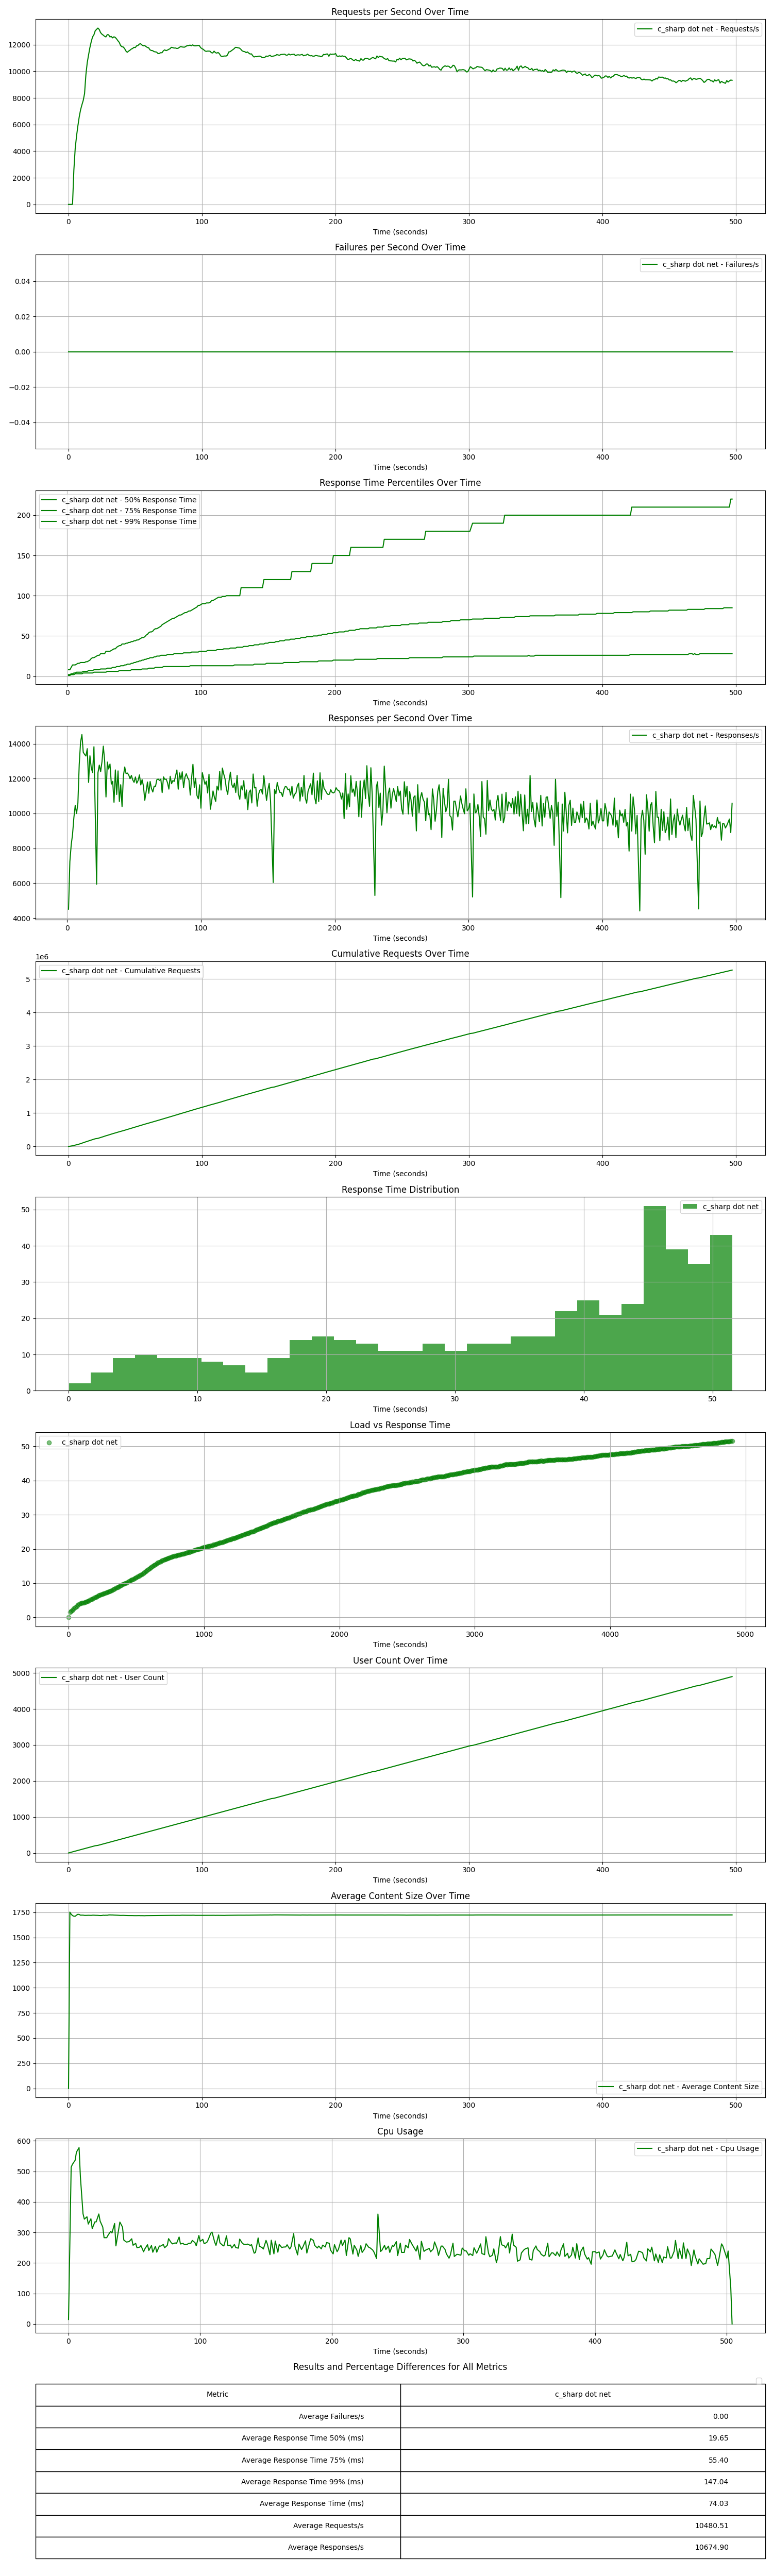 Requests per Second Over Time
c_sharp dot net - Requests/s
12000
10000
8000
6000
4000
2000
0
0 100 200 300 400 500
Time (seconds)
Failures per Second Over Time
c_sharp dot net - Failures/s
0.04
0.02
0.00
−0.02
−0.04
0 100 200 300 400 500
Time (seconds)
Response Time Percentiles Over Time
c_sharp dot net - 50% Response Time
c_sharp dot net - 75% Response Time
c_sharp dot net - 99% Response Time
200
150
100
50
0
0 100 200 300 400 500
Time (seconds)
Responses per Second Over Time
c_sharp dot net - Responses/s
14000
12000
10000
8000
6000
4000
0 100 200 300 400 500
Time (seconds)
Cumulative Requests Over Time
1e6
c_sharp dot net - Cumulative Requests
5
4
3
2
1
0
0 100 200 300 400 500
Time (seconds)
Response Time Distribution
c_sharp dot net
50
40
30
20
10
0
0 10 20 30 40 50
Time (seconds)
Load vs Response Time
c_sharp dot net
50
40
30
20
10
0
0 1000 2000 3000 4000 5000
Time (seconds)
User Count Over Time
c_sharp dot net - User Count
5000
4000
3000
2000
1000
0
0 100 200 300 400 500
Time (seconds)
Average Content Size Over Time
1750
1500
1250
1000
750
500
250
0
c_sharp dot net - Average Content Size
0 100 200 300 400 500
Time (seconds)
Cpu Usage
c_sharp dot net - Cpu Usage
600
500
400
300
200
100
0
0 100 200 300 400 500
Time (seconds)
Results and Percentage Differences for All Metrics
Metric c_sharp dot net
Average Failures/s 0.00
Average Response Time 50% (ms) 19.65
Average Response Time 75% (ms) 55.40
Average Response Time 99% (ms) 147.04
Average Response Time (ms) 74.03
Average Requests/s 10480.51
Average Responses/s 10674.90